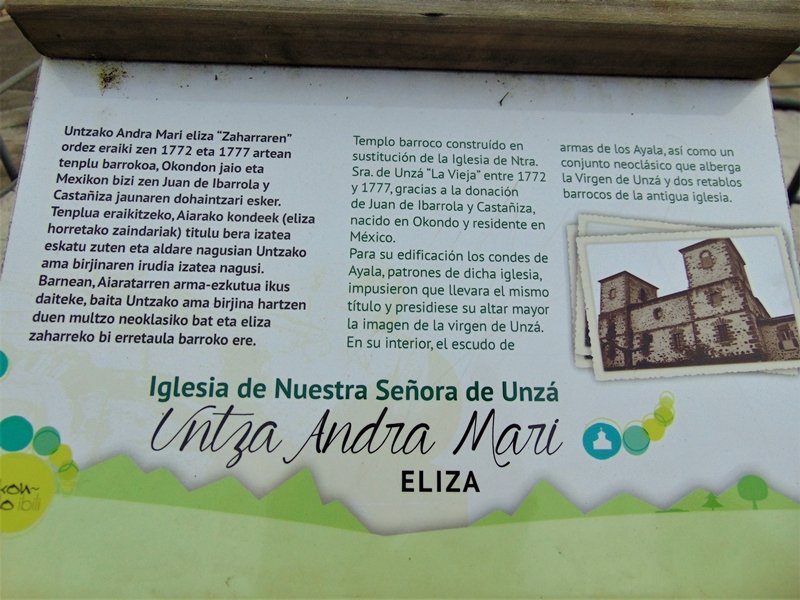 Untzako Andra Mari eliza “Zaharraren”
ordez eraiki zen 1772 eta 1777 artean
tenplu barrokoa, Okondon jaio eta
Mexikon bizi zen Juan de Ibarrola y
Castañiza jaunaren dohaintzari esker.
Tenplua eraikitzeko, Aiarako kondeek (eliza
horretako zaindariak) titulu bera izatea
eskatu zuten eta aldare nagusian Untzako
ama birjinaren irudia izatea nagusi.
Barnean, Aiaratarren arma-ezkutua ikus
daiteke, baita Untzako ama birjina hartzen
duen multzo neoklasiko bat eta eliza
zaharreko bi erretaula barroko ere.
Templo barroco construído en
sustitución de la Iglesia de Ntra.
Sra. de Unzá “La Vieja” entre 1772
y 1777, gracias a la donación
de Juan de Ibarrola y Castañiza,
nacido en Okondo y residente en
México.
Para su edificación los condes de
Ayala, patrones de dicha iglesia,
impusieron que llevara el mismo
título y presidiese su altar mayor
la imagen de la virgen de Unzá.
En su interior, el escudo de
armas de los Ayala, así como un
conjunto neoclásico que alberga
la Virgen de Unzá y dos retablos
barrocos de la antigua iglesia.
Iglesia de Nuestra Señora de Unzá
Untza Andra Mari
ELIZA
ibili